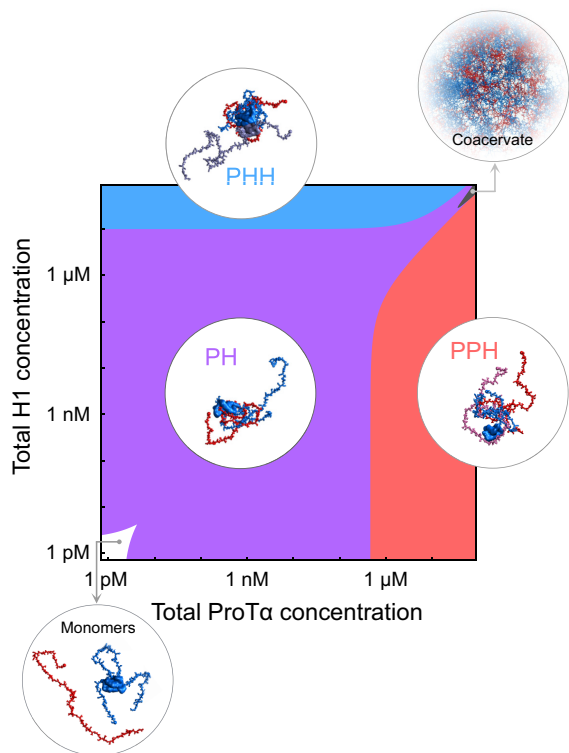 Coacervate
PHH
Total H1 concentration
1 µM
1 nM
1 pM
PH
PPH
1 pM
1 nM
1 µM
Total ProTα concentration
Monomers